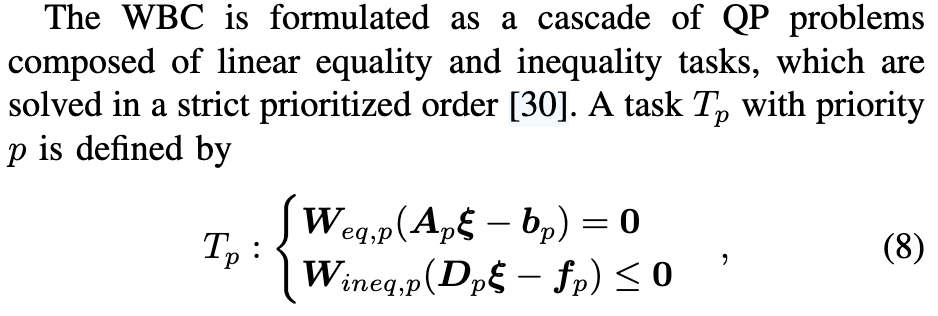 The WBC is formulated as a cascade of QP problems
composed of linear equality and inequality tasks, which are
solved in a strict prioritized order [30]. A task $T_p$ with priority
$p$ is defined by
$$T_p : \begin{cases} \boldsymbol{W}_{eq,p}(\boldsymbol{A}_p\boldsymbol{\xi} - \boldsymbol{b}_p) = \boldsymbol{0} \\ \boldsymbol{W}_{ineq,p}(\boldsymbol{D}_p\boldsymbol{\xi} - \boldsymbol{f}_p) \leq \boldsymbol{0} \end{cases}, \quad (8)$$